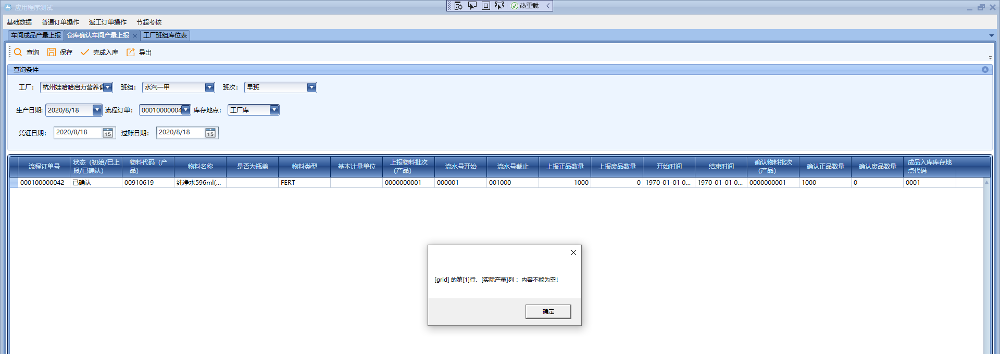 应用程序测试
热重载
基础数据 普通订单操作 返工订单操作 节超考核
车间成品产量上报 仓库确认车间产量上报 工厂班组库位表
查询 保存 完成入库 导出
查询条件
工厂： 杭州娃哈哈启力营养食 班组： 水汽一甲 班次： 早班
生产日期: 2020/8/18 流程订单： 00010000004 库存地点： 工厂库
凭证日期： 2020/8/18 15 过账日期： 2020/8/18 15
流程订单号 状态（初始/已上报/已确认） 物料代码（产品） 物料名称 是否为瓶盖 物料类型 基本计量单位 上报物料批次（产品） 流水号开始 流水号截止 上报正品数量 上报废品数量 开始时间 结束时间 确认物料批次（产品） 确认正品数量 确认废品数量 成品入库库存地点代码
000100000042 已确认 00910619 纯净水596ml(... FERT 0000000001 000001 001000 1000 0 1970-01-01 0... 1970-01-01 0... 0000000001 1000 0 0001
[grid] 的第[1]行、[实际产量]列： 内容不能为空！
确定